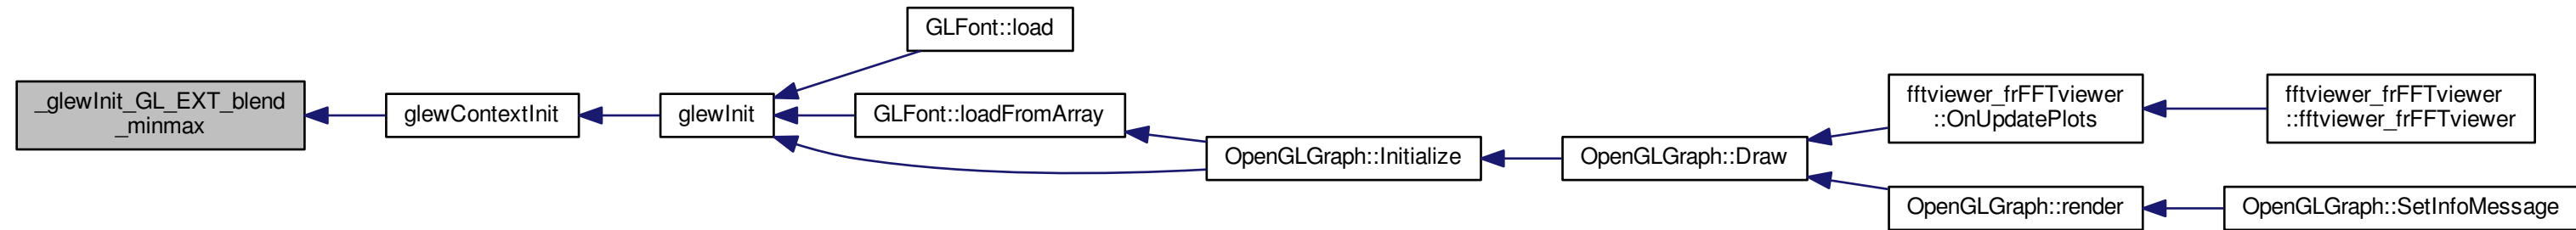 _glewInit_GL_EXT_blend
_minmax
glewContextInit
glewInit
GLFont::load
GLFont::loadFromArray
OpenGLGraph::Initialize
OpenGLGraph::Draw
fftviewer_frFFTviewer
::OnUpdatePlots
OpenGLGraph::render
fftviewer_frFFTviewer
::fftviewer_frFFTviewer
OpenGLGraph::SetInfoMessage